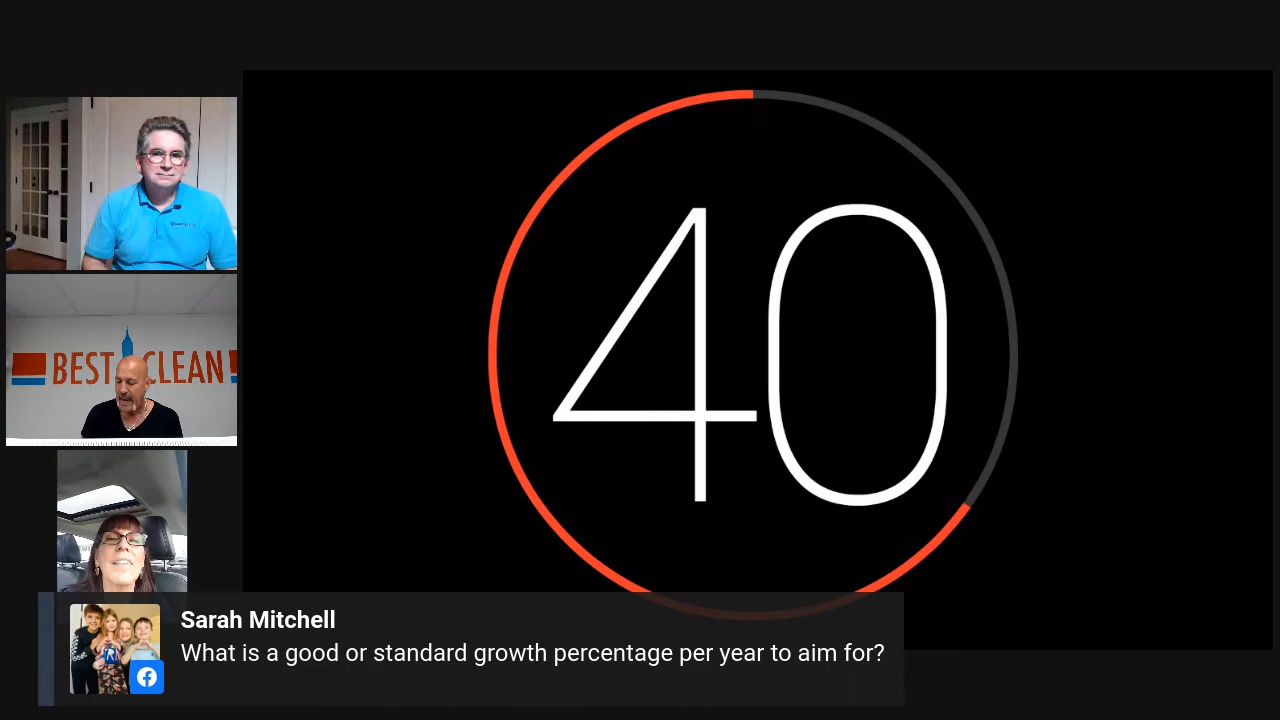 BEST CLEAN!
40
Sarah Mitchell
What is a good or standard growth percentage per year to aim for?